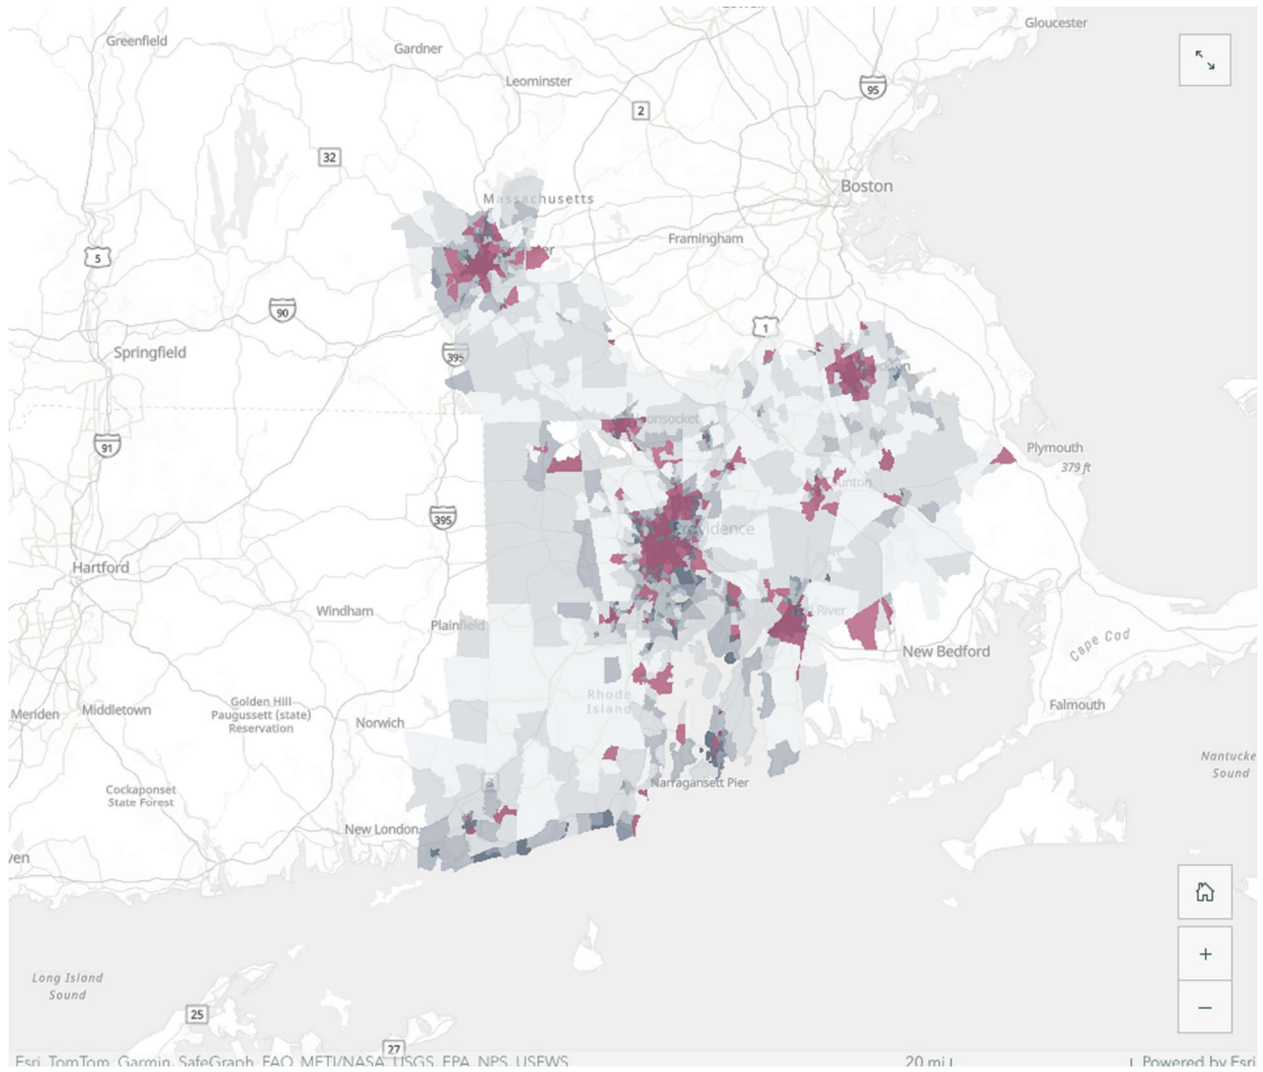 Gloucester
Greenfield
Gardner
Leominster
95
2
32
Boston
Massachusetts
Framingham
5
90
1
Springfield
395
91
Plymouth
379 ft
395
Providence
Hartford
Windham
River
Plainfield
New Bedford
Cape Cod
Rhode
Island
Golden Hill
Paugussett (state)
Reservation
Meriden
Middletown
Norwich
Falmouth
Nantucke
Sound
Cockaponset
State Forest
Narragansett Pier
New London
ven
+
Long Island
Sound
−
25
27
Esri, TomTom, Garmin, SafeGraph, FAO, METI/NASA, USGS, EPA, NPS, USFWS
20 mi
Powered by Esri